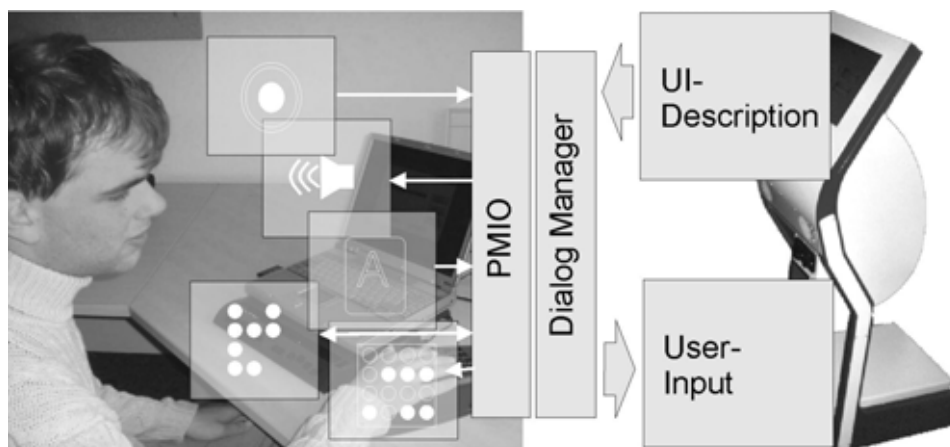 UI-
Description
PMIO
Dialog Manager
A
User-
Input